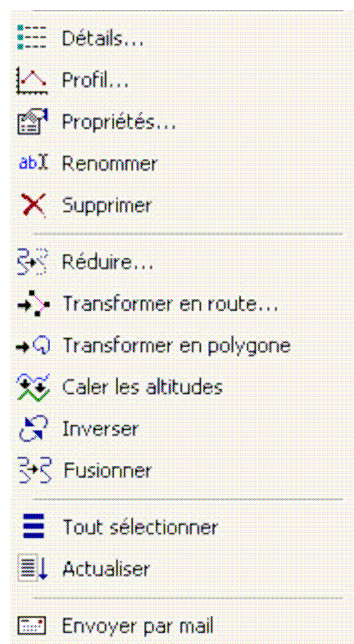 Détails...
Profil...
Propriétés...
abI Renommer
Supprimer
Réduire...
Transformer en route...
Transformer en polygone
Caler les altitudes
Inverser
Fusionner
Tout sélectionner
Actualiser
Envoyer par mail